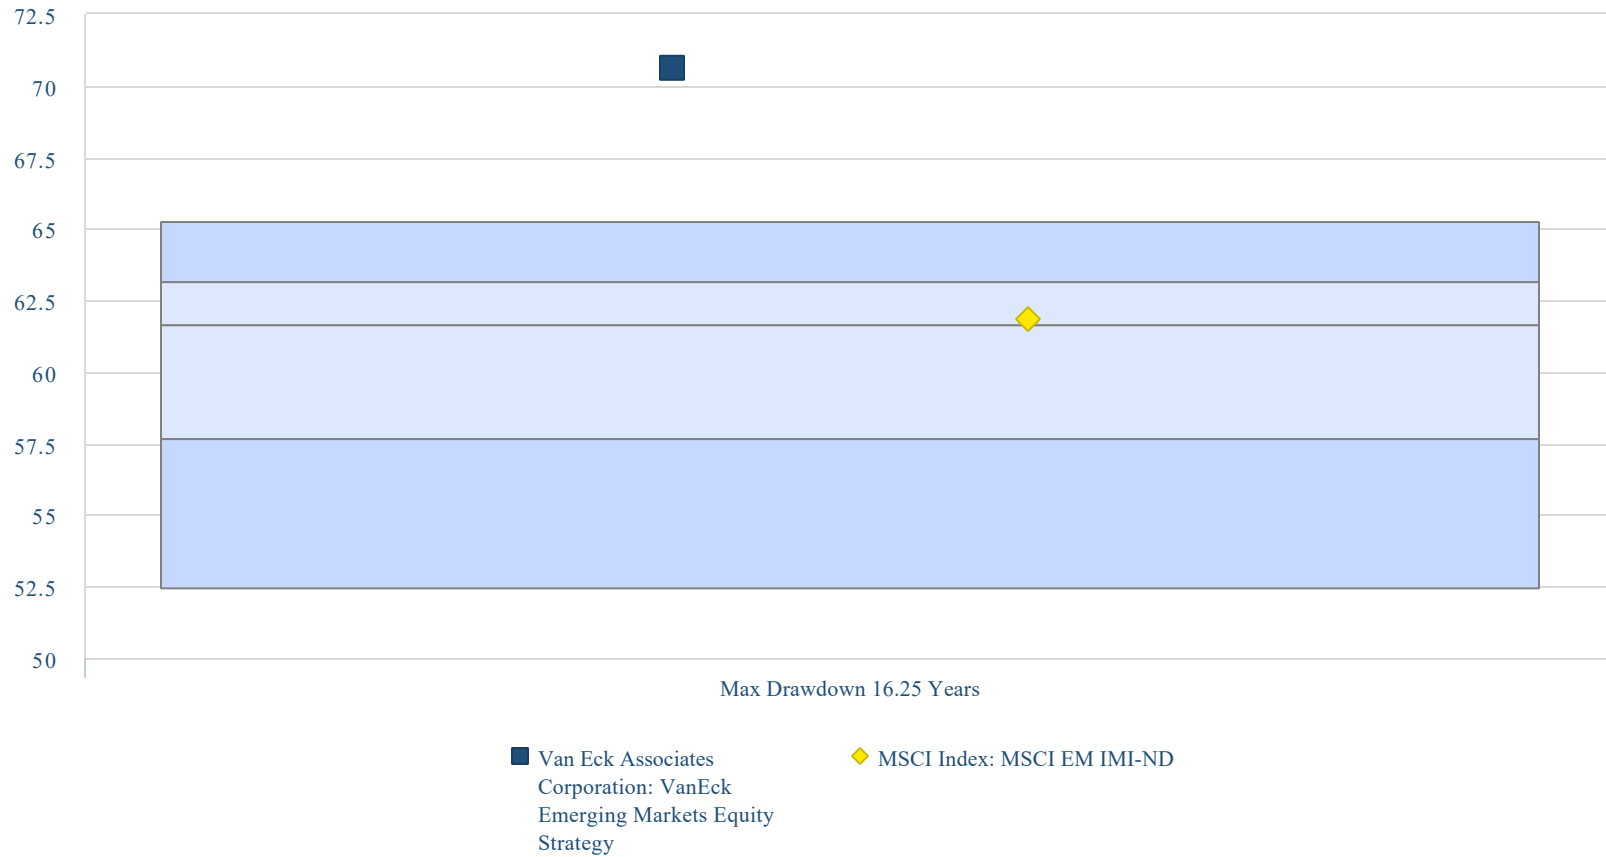 72.5
70
67.5
65
62.5
60
57.5
55
52.5
50
Max Drawdown 16.25 Years
Van Eck Associates
Corporation: VanEck
Emerging Markets Equity
Strategy
MSCI Index: MSCI EM IMI-ND